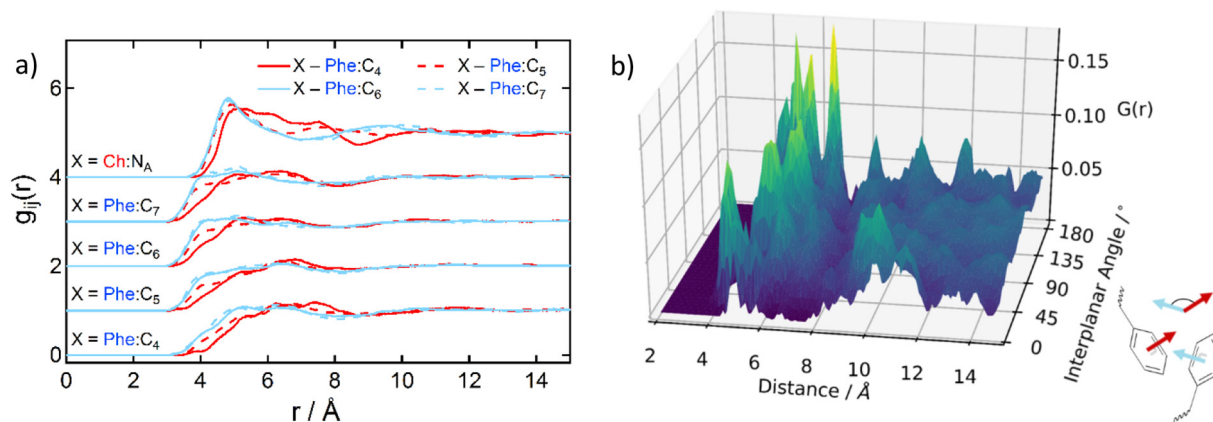 a)
X – Phe:C4 X – Phe:C5
X – Phe:C6 X – Phe:C7
6
X = Ch:NA
4
X = Phe:C7
X = Phe:C6
2
X = Phe:C5
X = Phe:C4
0
gij(r)
0 2 4 6 8 10 12 14
r / Å
b)
0.15
G(r)
0.10
0.05
180
135
90
45
0
Interplanar Angle / °
2 4 6 8 10 12 14
Distance / Å